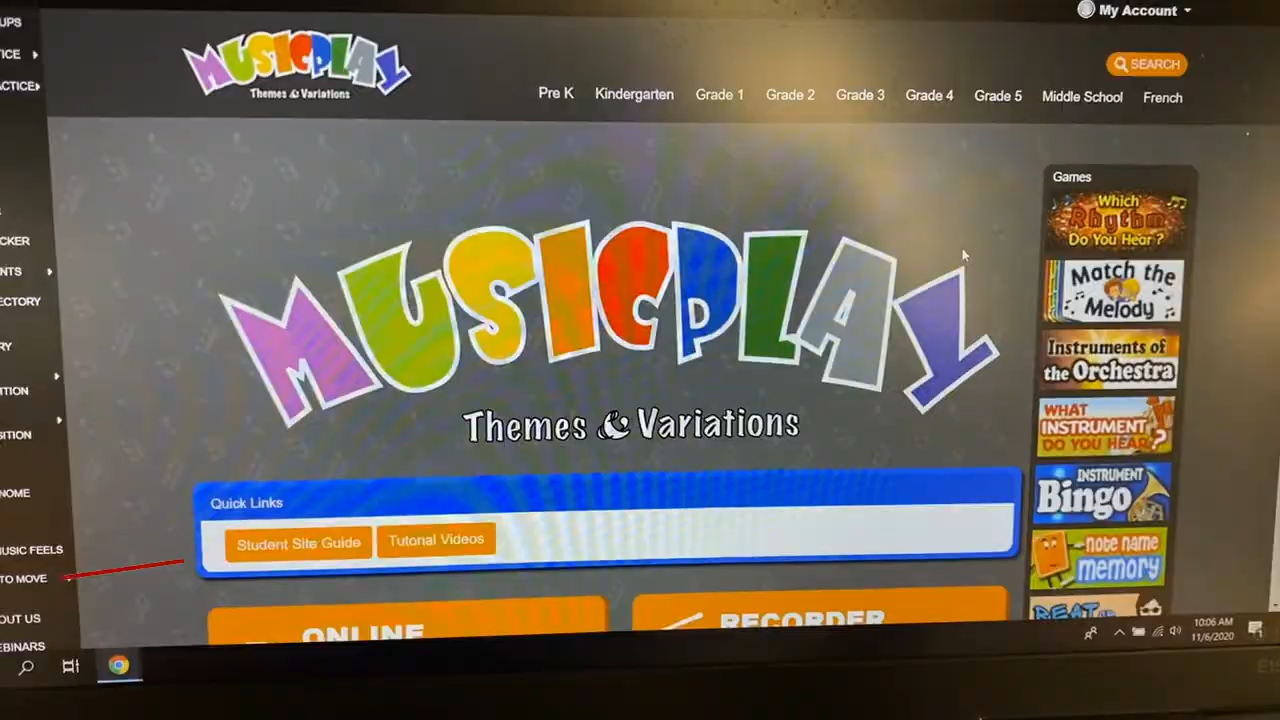 My Account
MUSICPLAY
Themes & Variations
SEARCH
Pre K Kindergarten Grade 1 Grade 2 Grade 3 Grade 4 Grade 5 Middle School French
UPS
ICE
ACTICE
CKER
NTS
ECTORY
RY
ITION
SITION
NOME
USIC FEELS
TO MOVE
OUT US
EBINARS
MUSICPLAY
Themes & Variations
Quick Links
Student Site Guide Tutorial Videos
ONLINE
RECORDER
Games
Which
Rhythm
Do You Hear?
Match the
Melody
Instruments of
the Orchestra
WHAT
INSTRUMENT
DO YOU HEAR?
INSTRUMENT
Bingo
note name
memory
BEAT
10:06 AM
11/6/2020